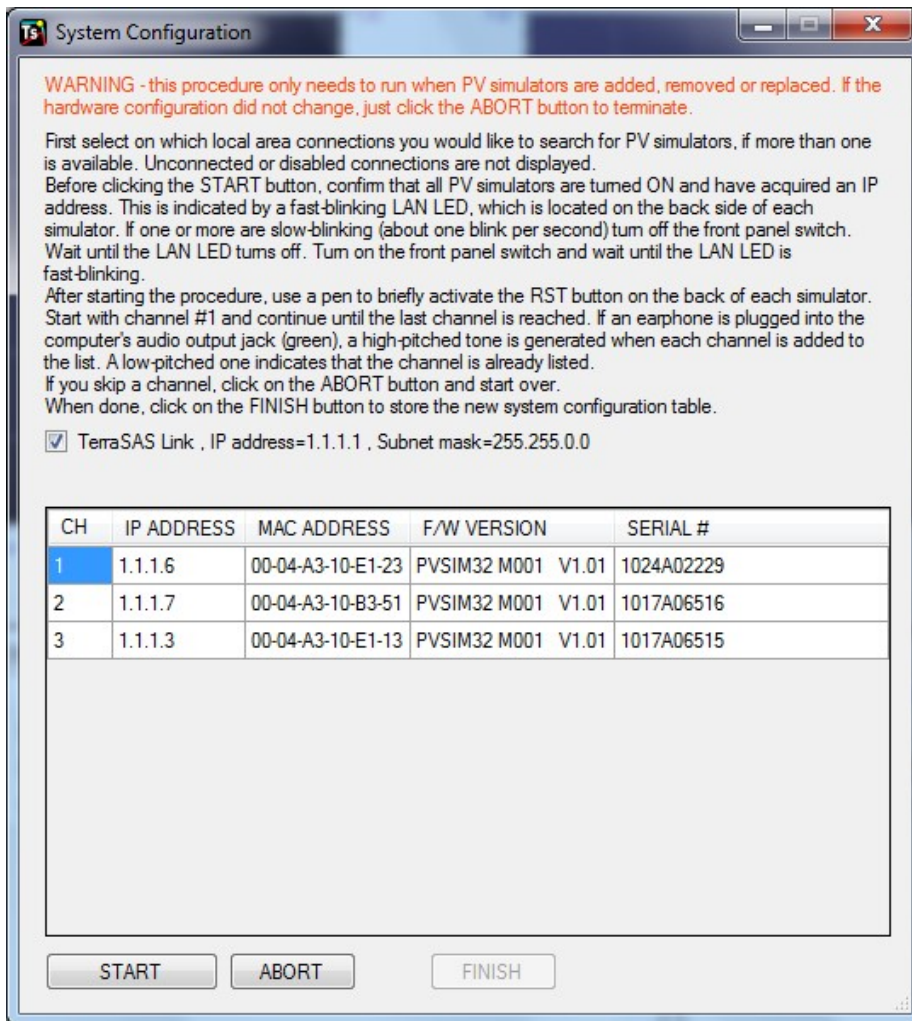 Ts System Configuration
WARNING - this procedure only needs to run when PV simulators are added, removed or replaced. If the
hardware configuration did not change, just click the ABORT button to terminate.
First select on which local area connections you would like to search for PV simulators, if more than one
is available. Unconnected or disabled connections are not displayed.
Before clicking the START button, confirm that all PV simulators are turned ON and have acquired an IP
address. This is indicated by a fast-blinking LAN LED, which is located on the back side of each
simulator. If one or more are slow-blinking (about one blink per second) turn off the front panel switch.
Wait until the LAN LED turns off. Turn on the front panel switch and wait until the LAN LED is
fast-blinking.
After starting the procedure, use a pen to briefly activate the RST button on the back of each simulator.
Start with channel #1 and continue until the last channel is reached. If an earphone is plugged into the
computer's audio output jack (green), a high-pitched tone is generated when each channel is added to
the list. A low-pitched one indicates that the channel is already listed.
If you skip a channel, click on the ABORT button and start over.
When done, click on the FINISH button to store the new system configuration table.
TerraSAS Link , IP address=1.1.1.1 , Subnet mask=255.255.0.0
CH IP ADDRESS MAC ADDRESS F/W VERSION SERIAL #
1 1.1.1.6 00-04-A3-10-E1-23 PVSIM32 M001 V1.01 1024A02229
2 1.1.1.7 00-04-A3-10-B3-51 PVSIM32 M001 V1.01 1017A06516
3 1.1.1.3 00-04-A3-10-E1-13 PVSIM32 M001 V1.01 1017A06515
START ABORT FINISH